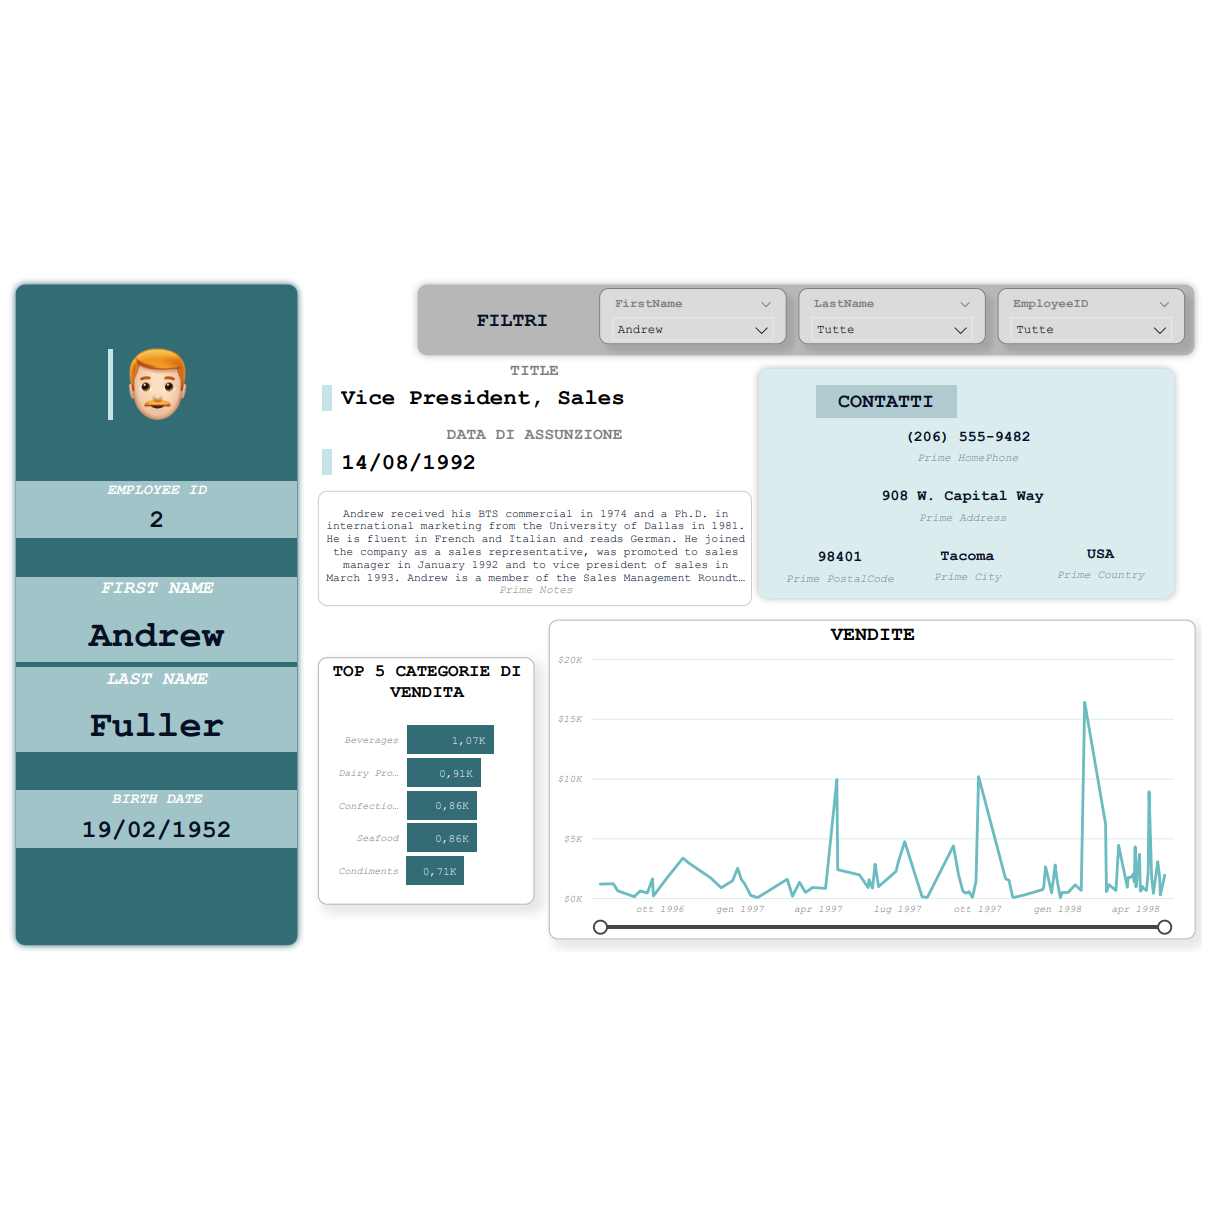 EMPLOYEE ID
2
FIRST NAME
Andrew
LAST NAME
Fuller
BIRTH DATE
19/02/1952
FILTRI
FirstName
Andrew
LastName
Tutte
EmployeeID
Tutte
TITLE
Vice President, Sales
DATA DI ASSUNZIONE
14/08/1992
Andrew received his BTS commercial in 1974 and a Ph.D. in
international marketing from the University of Dallas in 1981.
He is fluent in French and Italian and reads German. He joined
the company as a sales representative, was promoted to sales
manager in January 1992 and to vice president of sales in
March 1993. Andrew is a member of the Sales Management Roundt…
Prime Notes
CONTATTI
(206) 555-9482
Prime HomePhone
908 W. Capital Way
Prime Address
98401
Prime PostalCode
Tacoma
Prime City
USA
Prime Country
TOP 5 CATEGORIE DI
VENDITA
Beverages 1,07K
Dairy Pro… 0,91K
Confectio… 0,86K
Seafood 0,86K
Condiments 0,71K
VENDITE
$20K
$15K
$10K
$5K
$0K
ott 1996 gen 1997 apr 1997 lug 1997 ott 1997 gen 1998 apr 1998